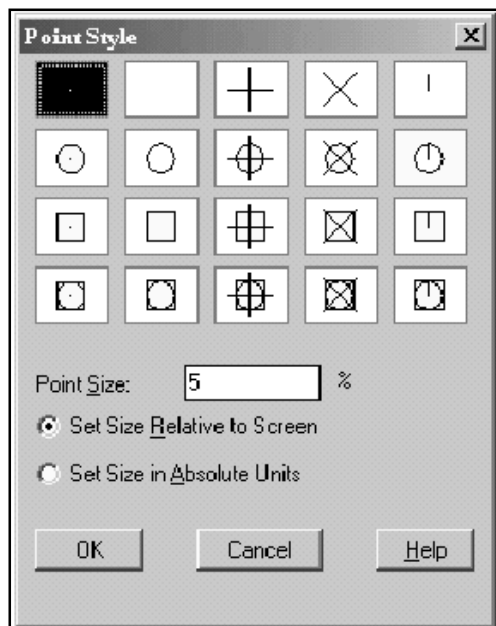 Point Style
Point Size: 5 %
Set Size Relative to Screen
Set Size in Absolute Units
OK Cancel Help